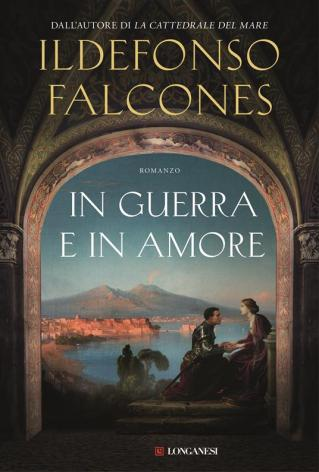 DALL'AUTORE DI LA CATTEDRALE DEL MARE
ILDEFONSO
FALCONES
ROMANZO
IN GUERRA
E IN AMORE
LONGANESI